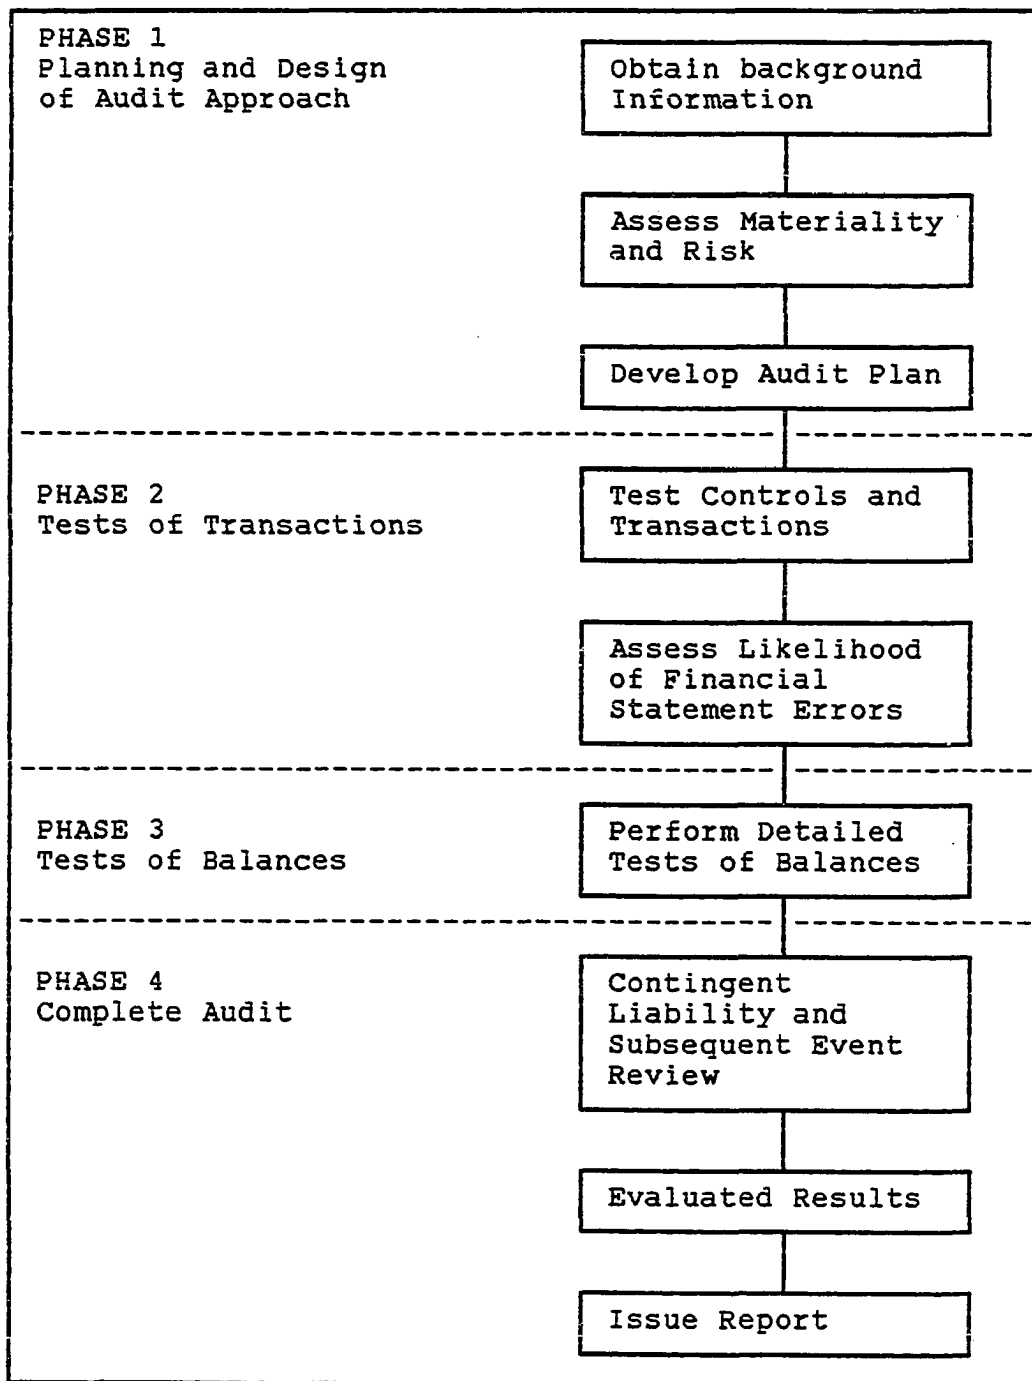 PHASE 1
Planning and Design
of Audit Approach
Obtain background
Information
Assess Materiality
and Risk
Develop Audit Plan
PHASE 2
Tests of Transactions
Test Controls and
Transactions
Assess Likelihood
of Financial
Statement Errors
PHASE 3
Tests of Balances
Perform Detailed
Tests of Balances
PHASE 4
Complete Audit
Contingent
Liability and
Subsequent Event
Review
Evaluated Results
Issue Report